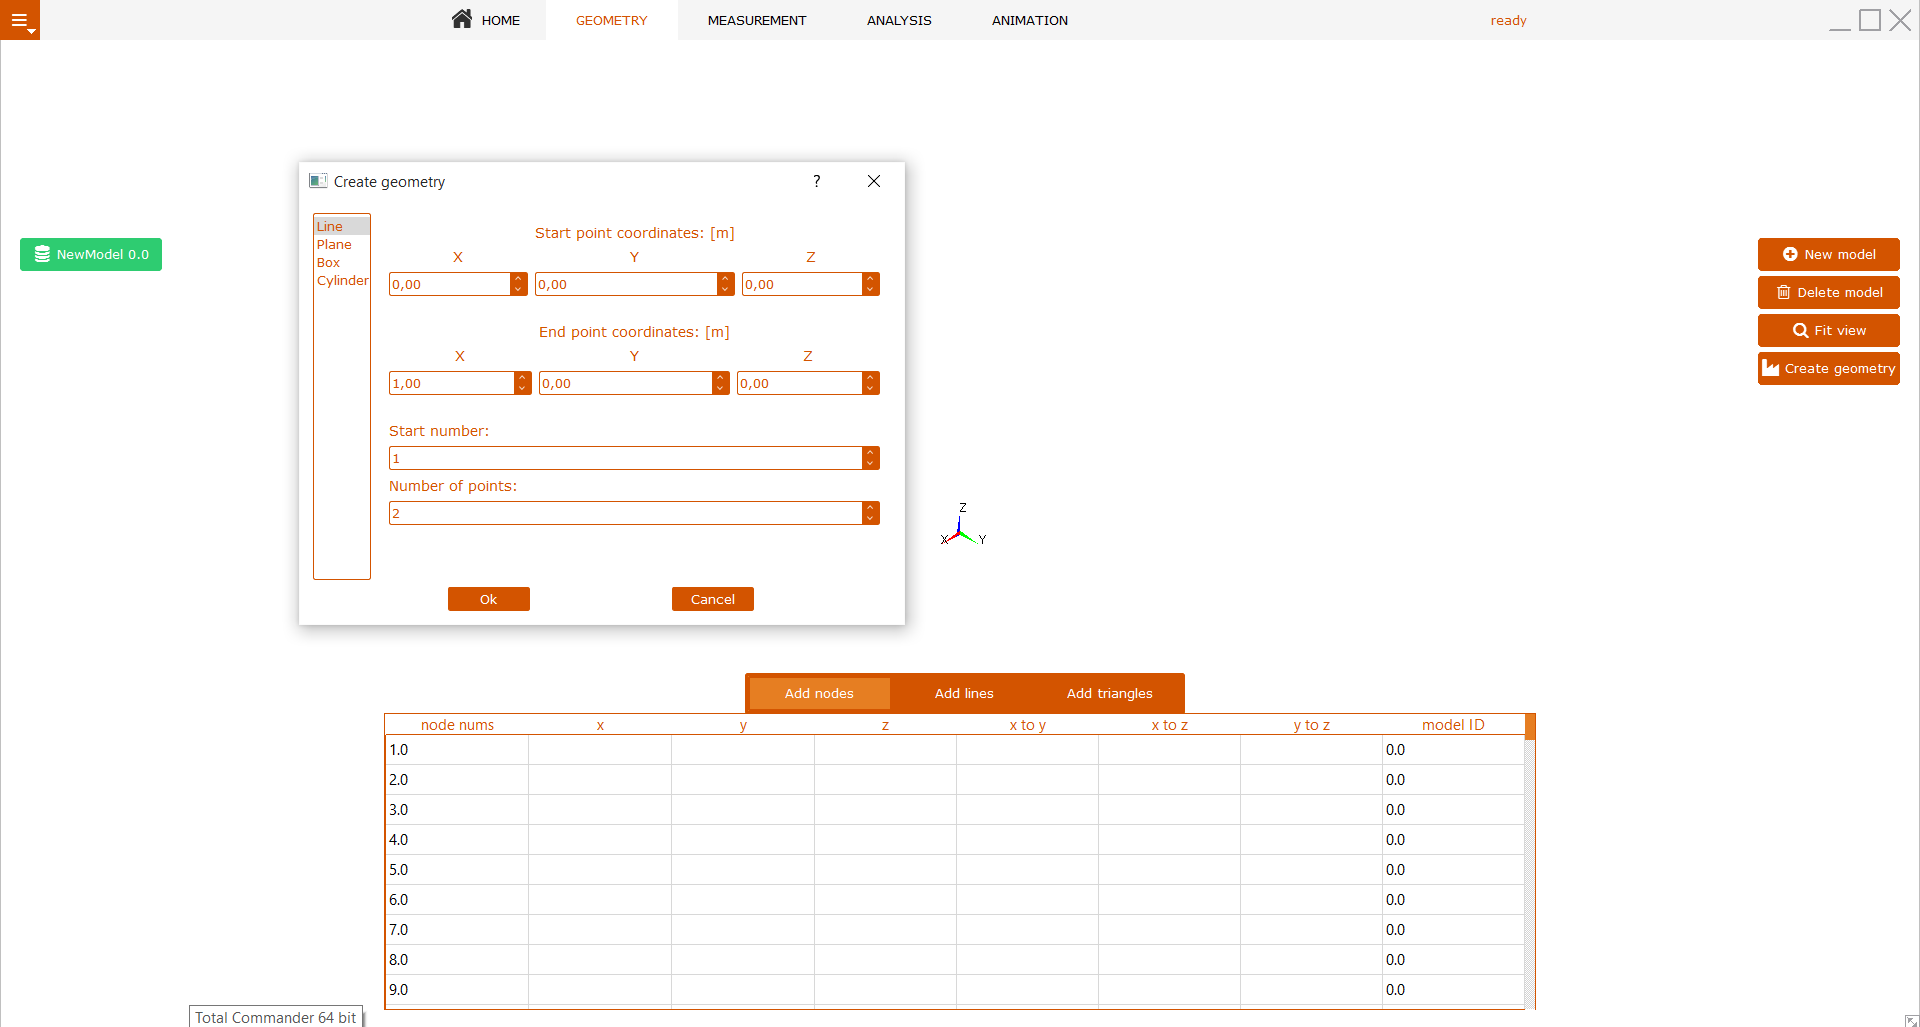 HOME GEOMETRY MEASUREMENT ANALYSIS ANIMATION ready
Create geometry ?
Line
Plane
Box
Cylinder
Start point coordinates: [m]
X Y Z
0,00 0,00 0,00
End point coordinates: [m]
X Y Z
1,00 0,00 0,00
Start number:
1
Number of points:
2
Ok Cancel
NewModel 0.0
New model
Delete model
Fit view
Create geometry
Z
X Y
Add nodes Add lines Add triangles
node nums x y z x to y x to z y to z model ID
1.0 0.0
2.0 0.0
3.0 0.0
4.0 0.0
5.0 0.0
6.0 0.0
7.0 0.0
8.0 0.0
9.0 0.0
Total Commander 64 bit